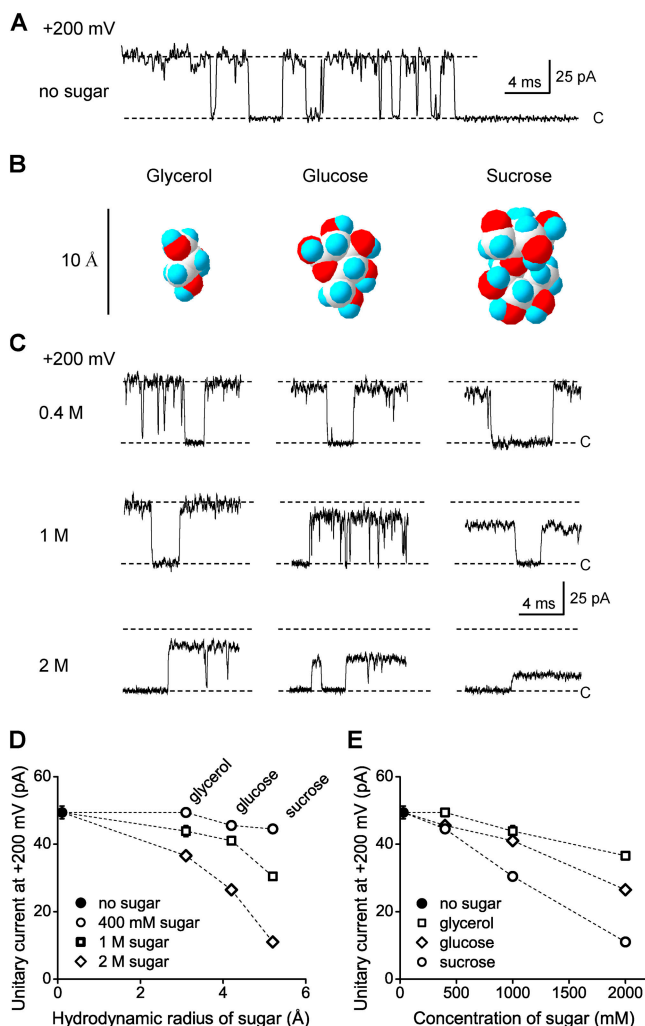 A
+200 mV
no sugar
4 ms
25 pA
C
B
Glycerol
Glucose
Sucrose
10 Å
C
+200 mV
0.4 M
C
1 M
C
4 ms
25 pA
2 M
C
D
Unitary current at +200 mV (pA)
60
40
20
0
glycerol
glucose
sucrose
no sugar
400 mM sugar
1 M sugar
2 M sugar
0
2
4
6
Hydrodynamic radius of sugar (Å)
E
Unitary current at +200 mV (pA)
60
40
20
0
no sugar
glycerol
glucose
sucrose
0
500
1000
1500
2000
Concentration of sugar (mM)